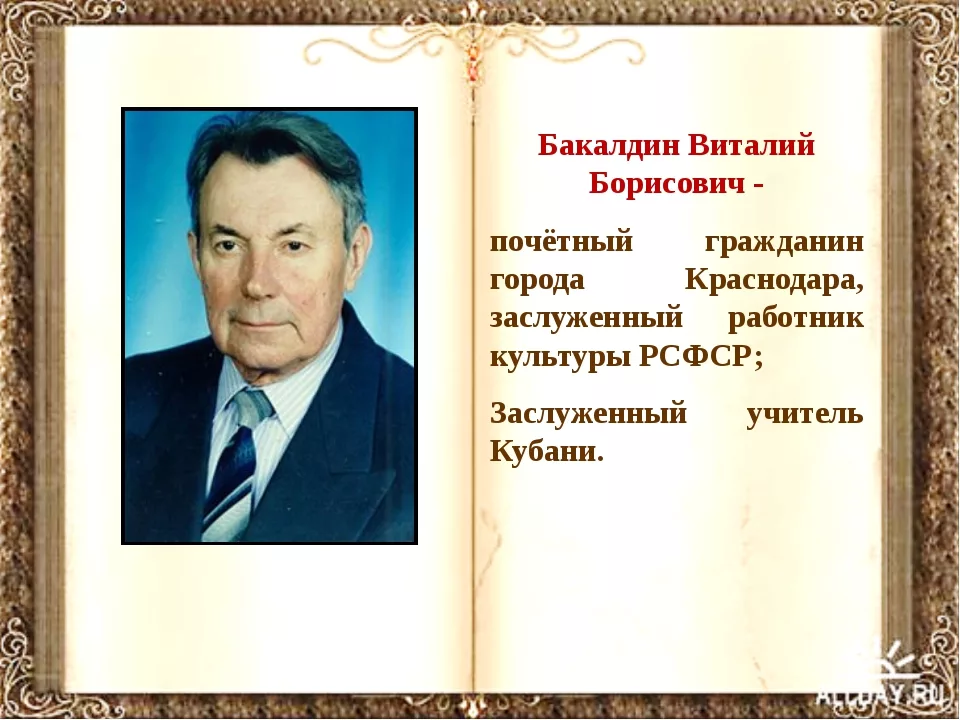 Бакалдин Виталий
Борисович -
почётный гражданин
города Краснодара,
заслуженный работник
культуры РСФСР;
Заслуженный учитель
Кубани.
ALLDAY.RU